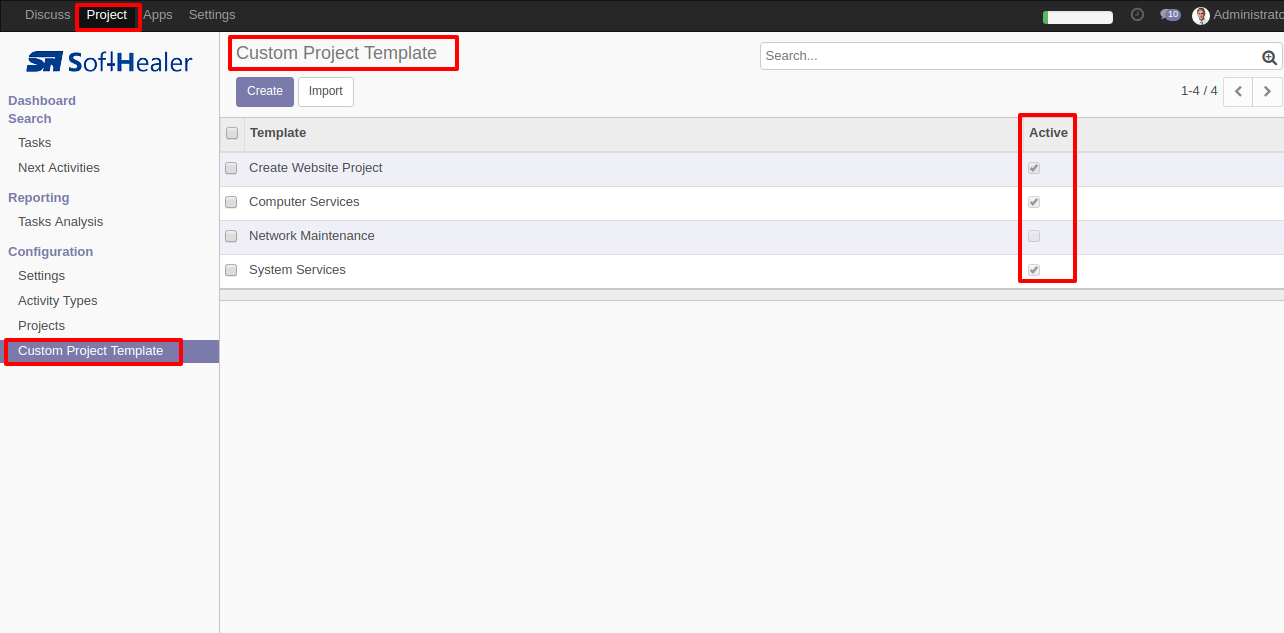 Discuss Project Apps Settings 10 Administrato
SoftHealer
Dashboard
Search
Tasks
Next Activities
Reporting
Tasks Analysis
Configuration
Settings
Activity Types
Projects
Custom Project Template
Custom Project Template
Search...
Create Import
1-4 / 4
Template Active
Create Website Project
Computer Services
Network Maintenance
System Services